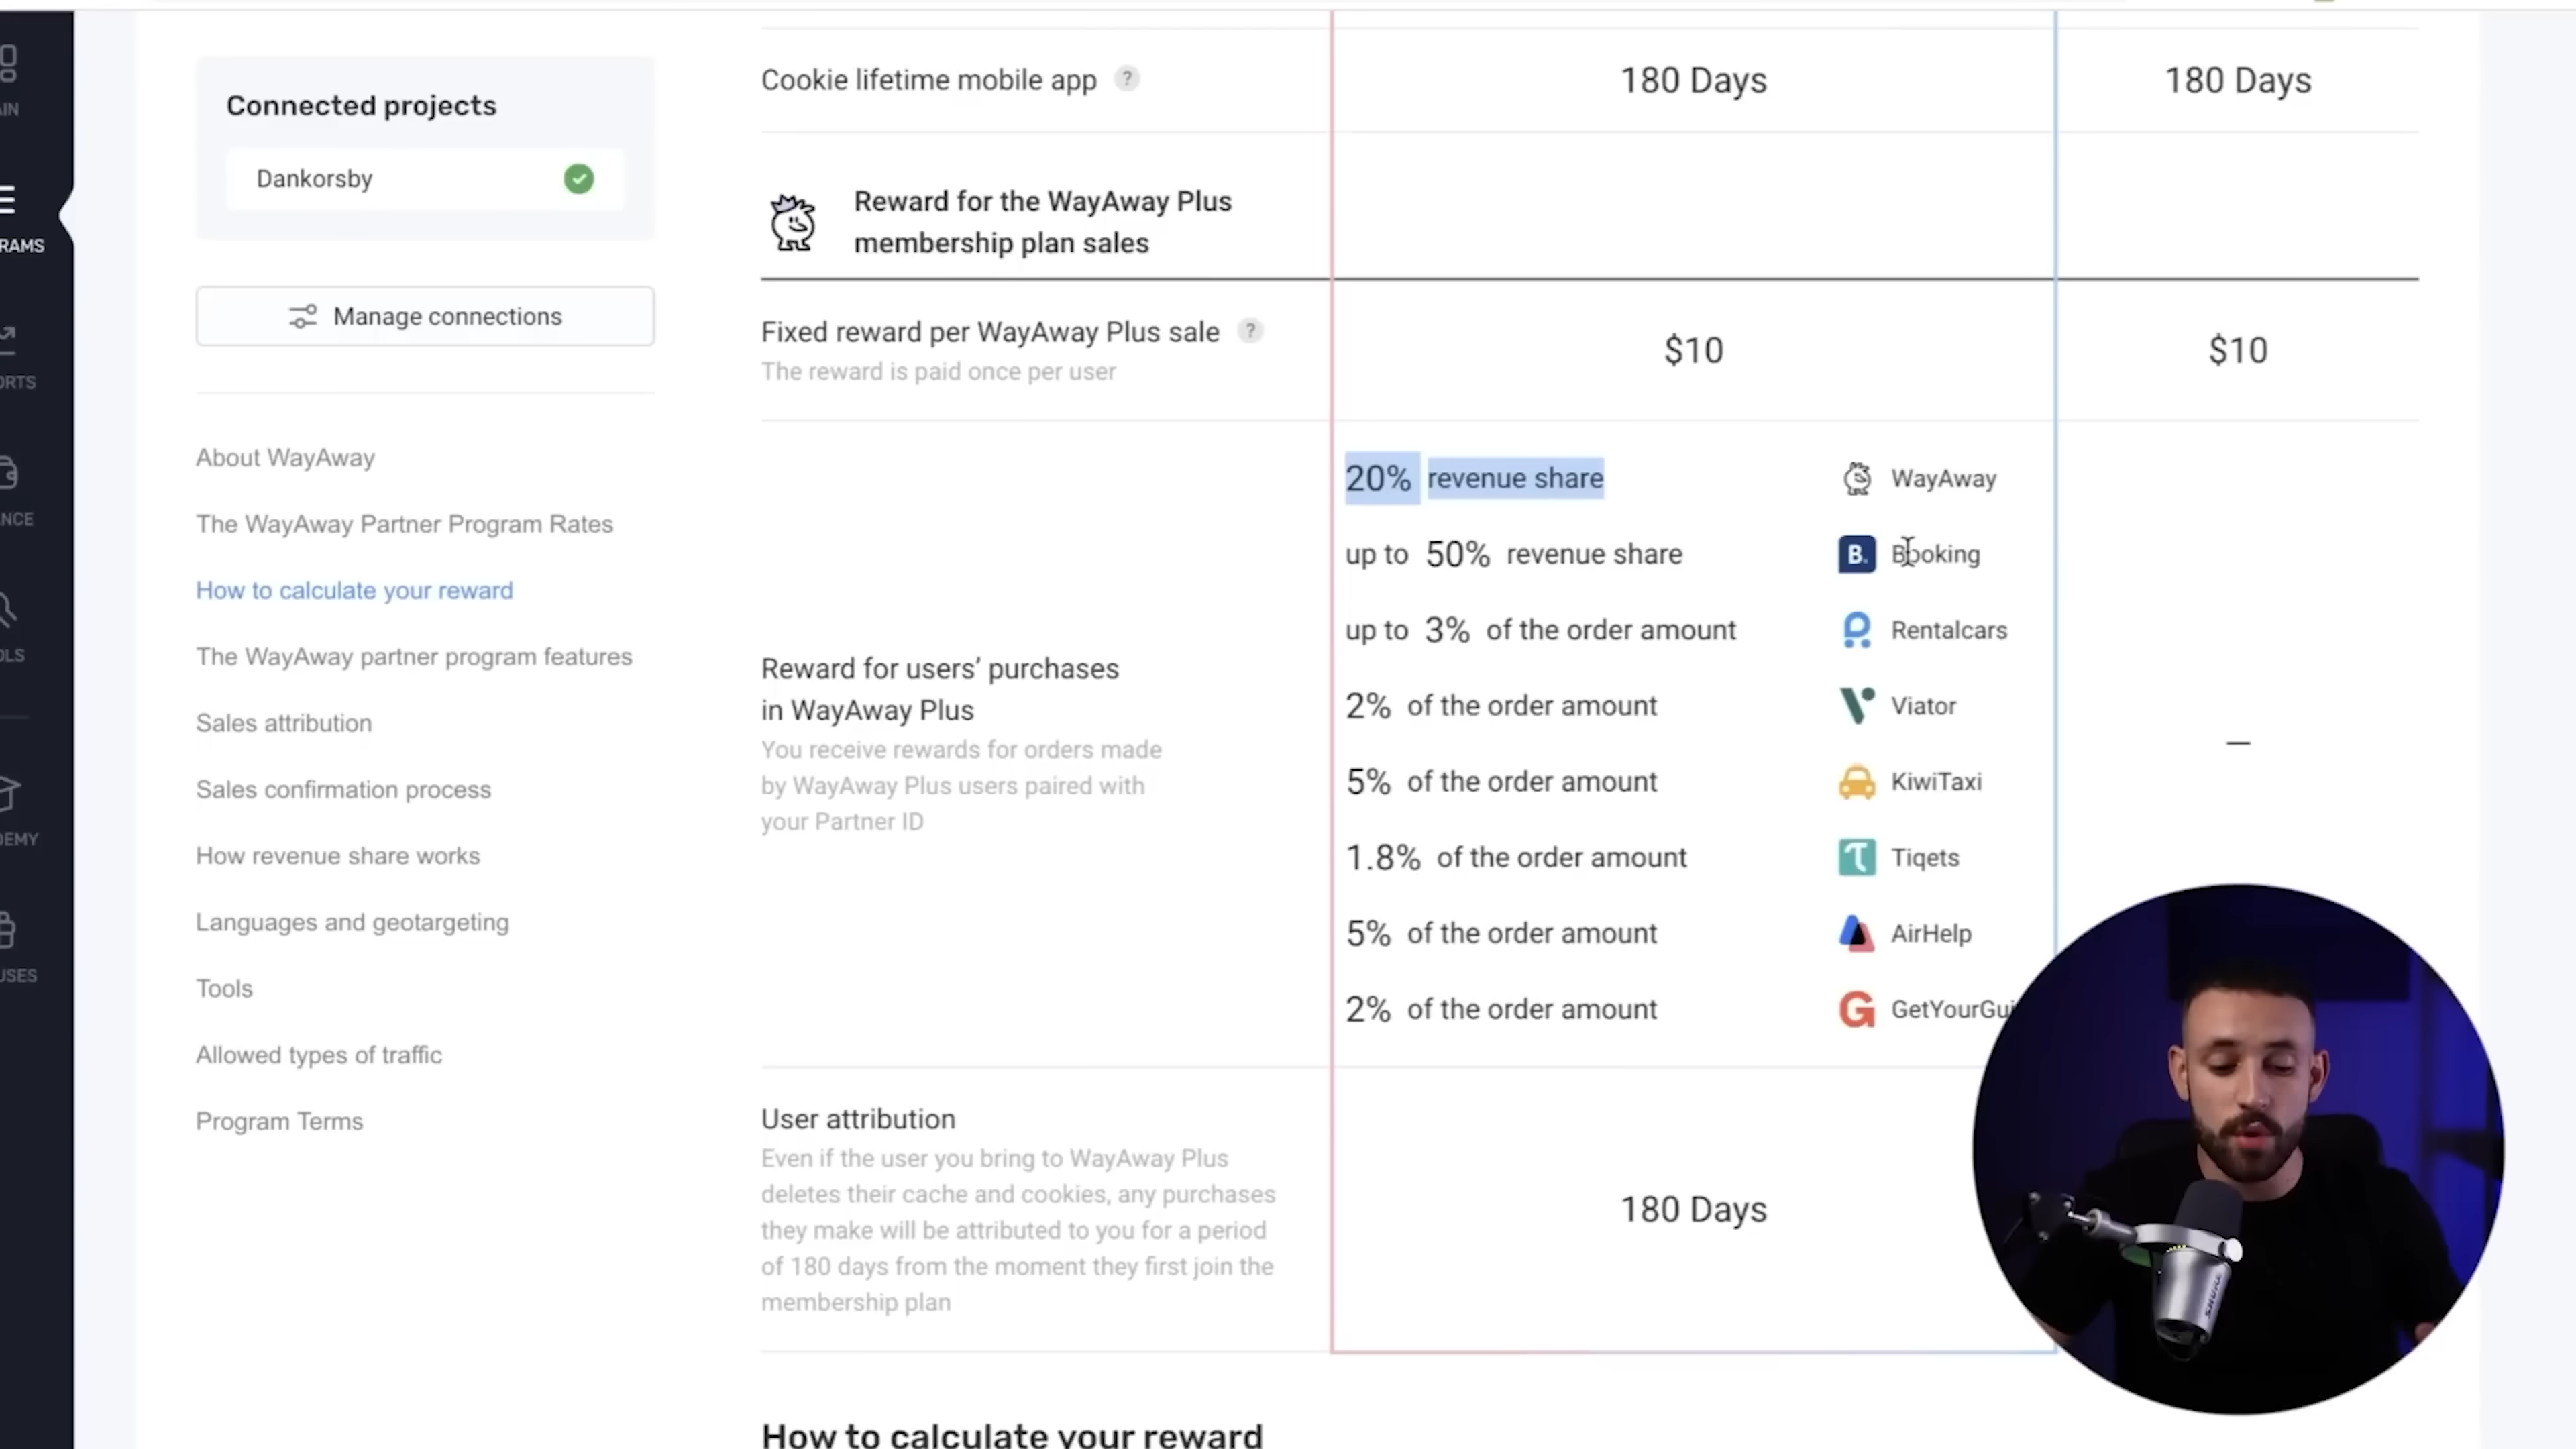 AIN
RAMS
ORTS
NCE
OLS
DEMY
USES
Connected projects
Dankorsby
Manage connections
About WayAway
The WayAway Partner Program Rates
How to calculate your reward
The WayAway partner program features
Sales attribution
Sales confirmation process
How revenue share works
Languages and geotargeting
Tools
Allowed types of traffic
Program Terms
Cookie lifetime mobile app ? 180 Days 180 Days
Reward for the WayAway Plus
membership plan sales
Fixed reward per WayAway Plus sale ?
The reward is paid once per user
$10 $10
Reward for users’ purchases
in WayAway Plus
You receive rewards for orders made
by WayAway Plus users paired with
your Partner ID
20% revenue share WayAway
up to 50% revenue share B. Booking
up to 3% of the order amount Rentalcars
2% of the order amount Viator
5% of the order amount KiwiTaxi
1.8% of the order amount Tiqets
5% of the order amount AirHelp
2% of the order amount G GetYourGui
—
User attribution
Even if the user you bring to WayAway Plus
deletes their cache and cookies, any purchases
they make will be attributed to you for a period
of 180 days from the moment they first join the
membership plan
180 Days
SHURE
How to calculate your reward